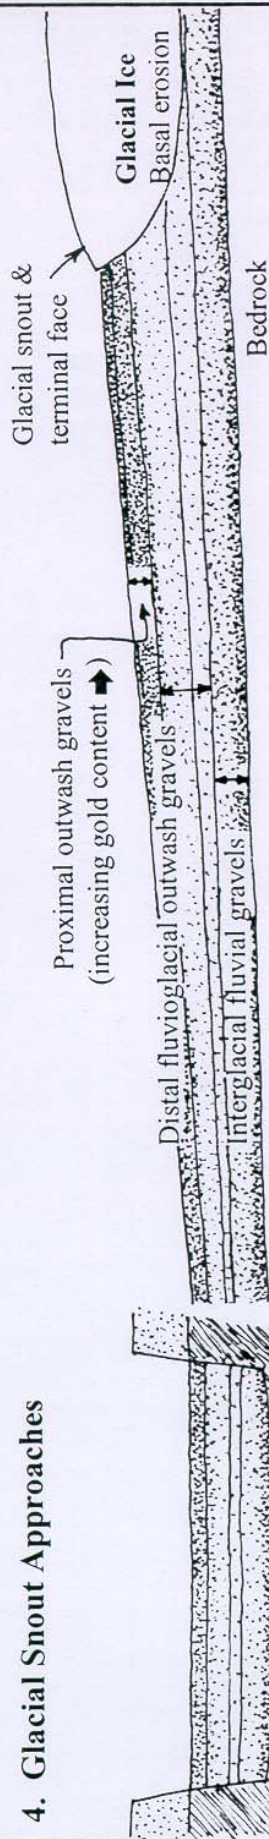 4. Glacial Snout Approaches
Glacial snout &
terminal face
Proximal outwash gravels
(increasing gold content ➡)
Glacial Ice
Basal erosion
Distal fluvioglacial outwash gravels
Interglacial fluvial gravels
Bedrock